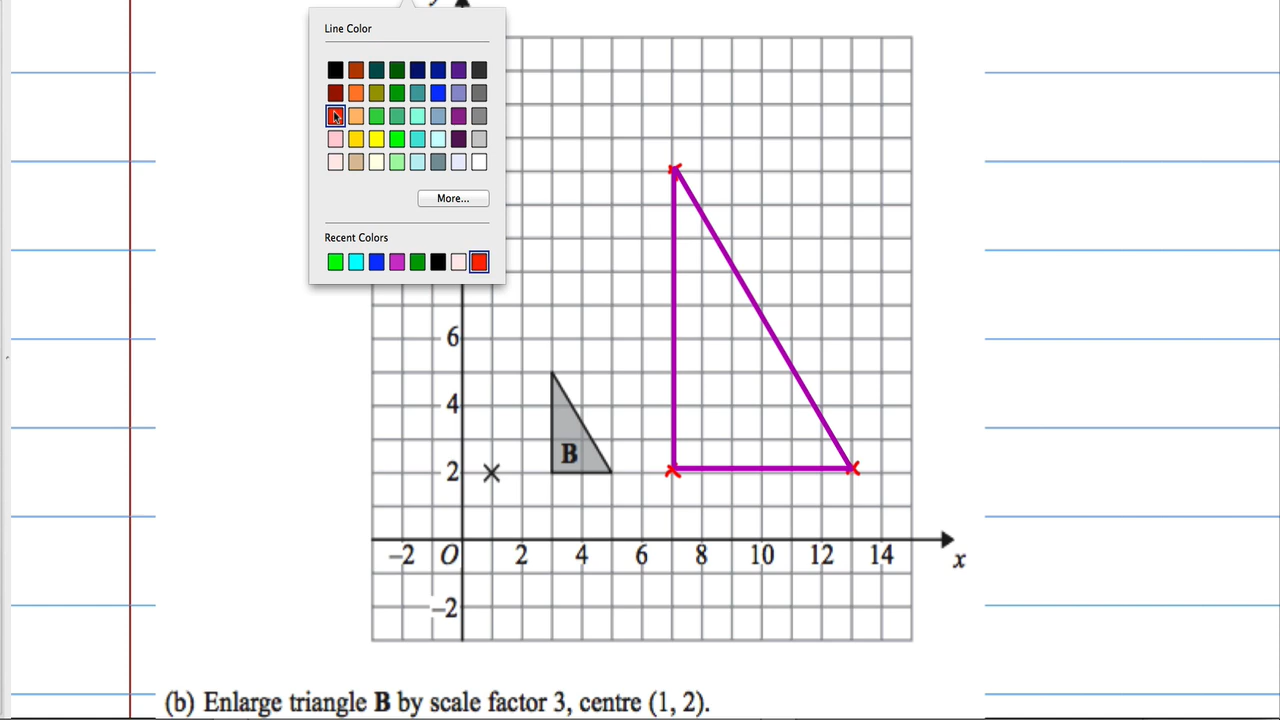 y
Line Color
More...
Recent Colors
6
4
B
2
–2 O 2 4 6 8 10 12 14
x
–2
(b) Enlarge triangle B by scale factor 3, centre (1, 2).